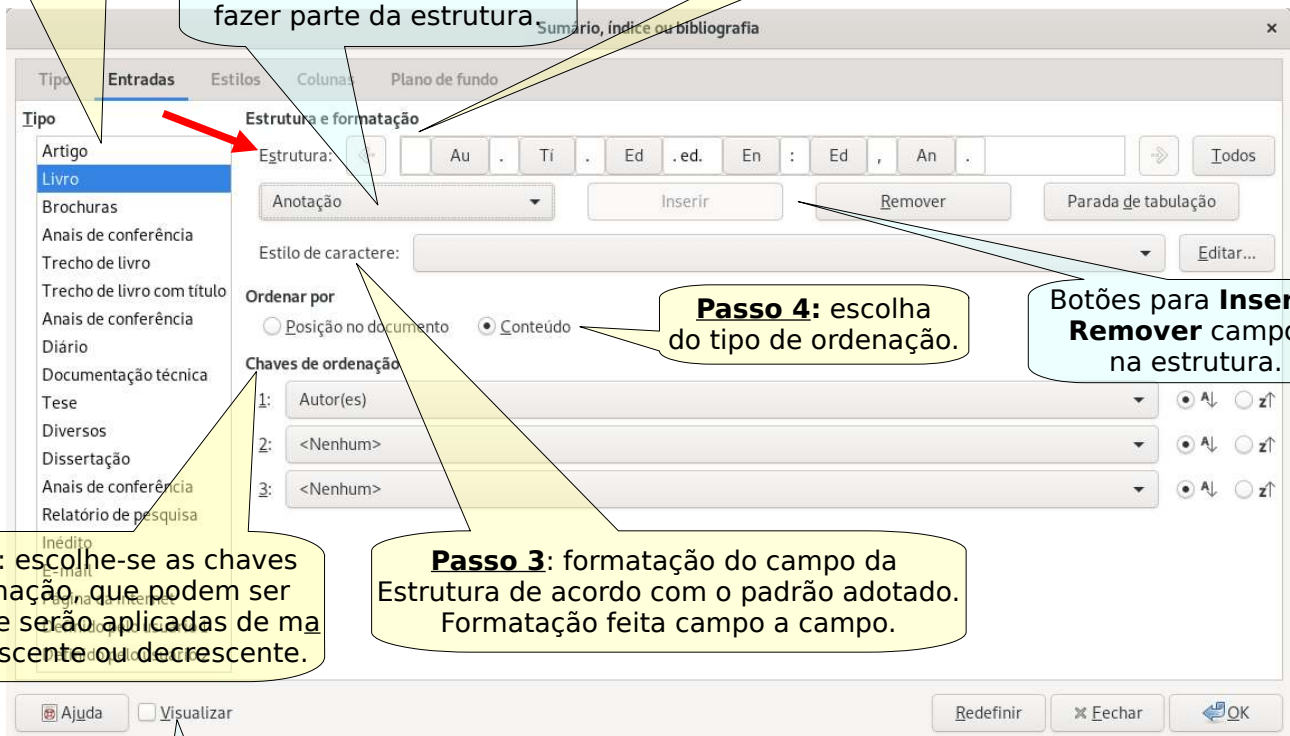 fazer parte da estrutura.
Sumário, índice ou bibliografia
Tipo Entradas Estilos Colunas Plano de fundo
Tipo
Artigo
Livro
Brochuras
Anais de conferência
Trecho de livro
Trecho de livro com título
Anais de conferência
Diário
Documentação técnica
Tese
Diversos
Dissertação
Anais de conferência
Relatório de pesquisa
Inédito
E-mail
Página da internet
Definido pelo usuário
Estrutura e formatação
Estrutura: Au . Tí . Ed . ed. En : Ed , An . Todos
Anotação Inserir Remover Parada de tabulação
Estilo de caractere: Editar...
Ordenar por
Posição no documento Conteúdo
Passo 4: escolha
do tipo de ordenação.
Botões para Inser
Remover campo
na estrutura.
Chaves de ordenação
1: Autor(es)
2: <Nenhum>
3: <Nenhum>
: escolhe-se as chaves
nação, que podem ser
e serão aplicadas de ma
scente ou decrescente.
Passo 3: formatação do campo da
Estrutura de acordo com o padrão adotado.
Formatação feita campo a campo.
Ajuda Visualizar Redefinir Fechar OK